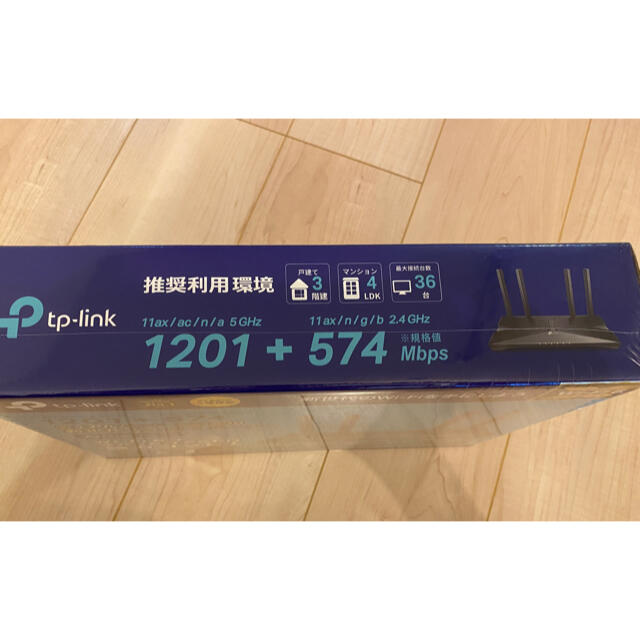 tp-link
推奨利用環境
戸建て
3
階建
マンション
4
LDK
最大接続台数
36
台
11ax/ac/n/a 5GHz
11ax/n/g/b 2.4GHz
1201 + 574
※規格値
Mbps
tp-link